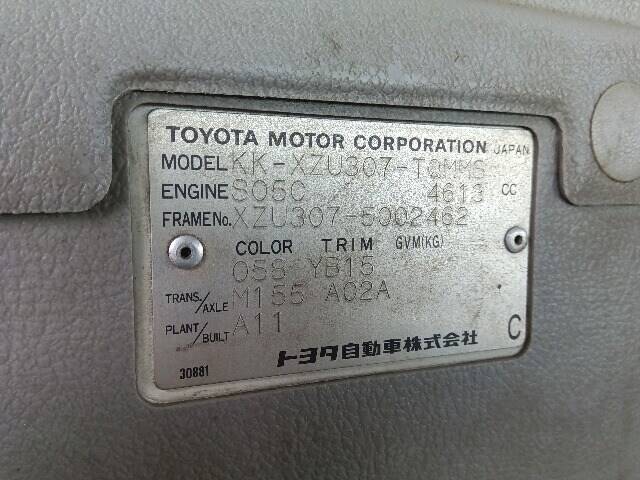 TOYOTA MOTOR CORPORATION JAPAN
MODEL KK-XZU307-TQMMS
ENGINE S05C 4613 CC
FRAME No. XZU307-5002462
COLOR TRIM GVM(KG)
058 YB15
TRANS./AXLE M155 A02A
PLANT/BUILT A11
トヨタ自動車株式会社 C
30881